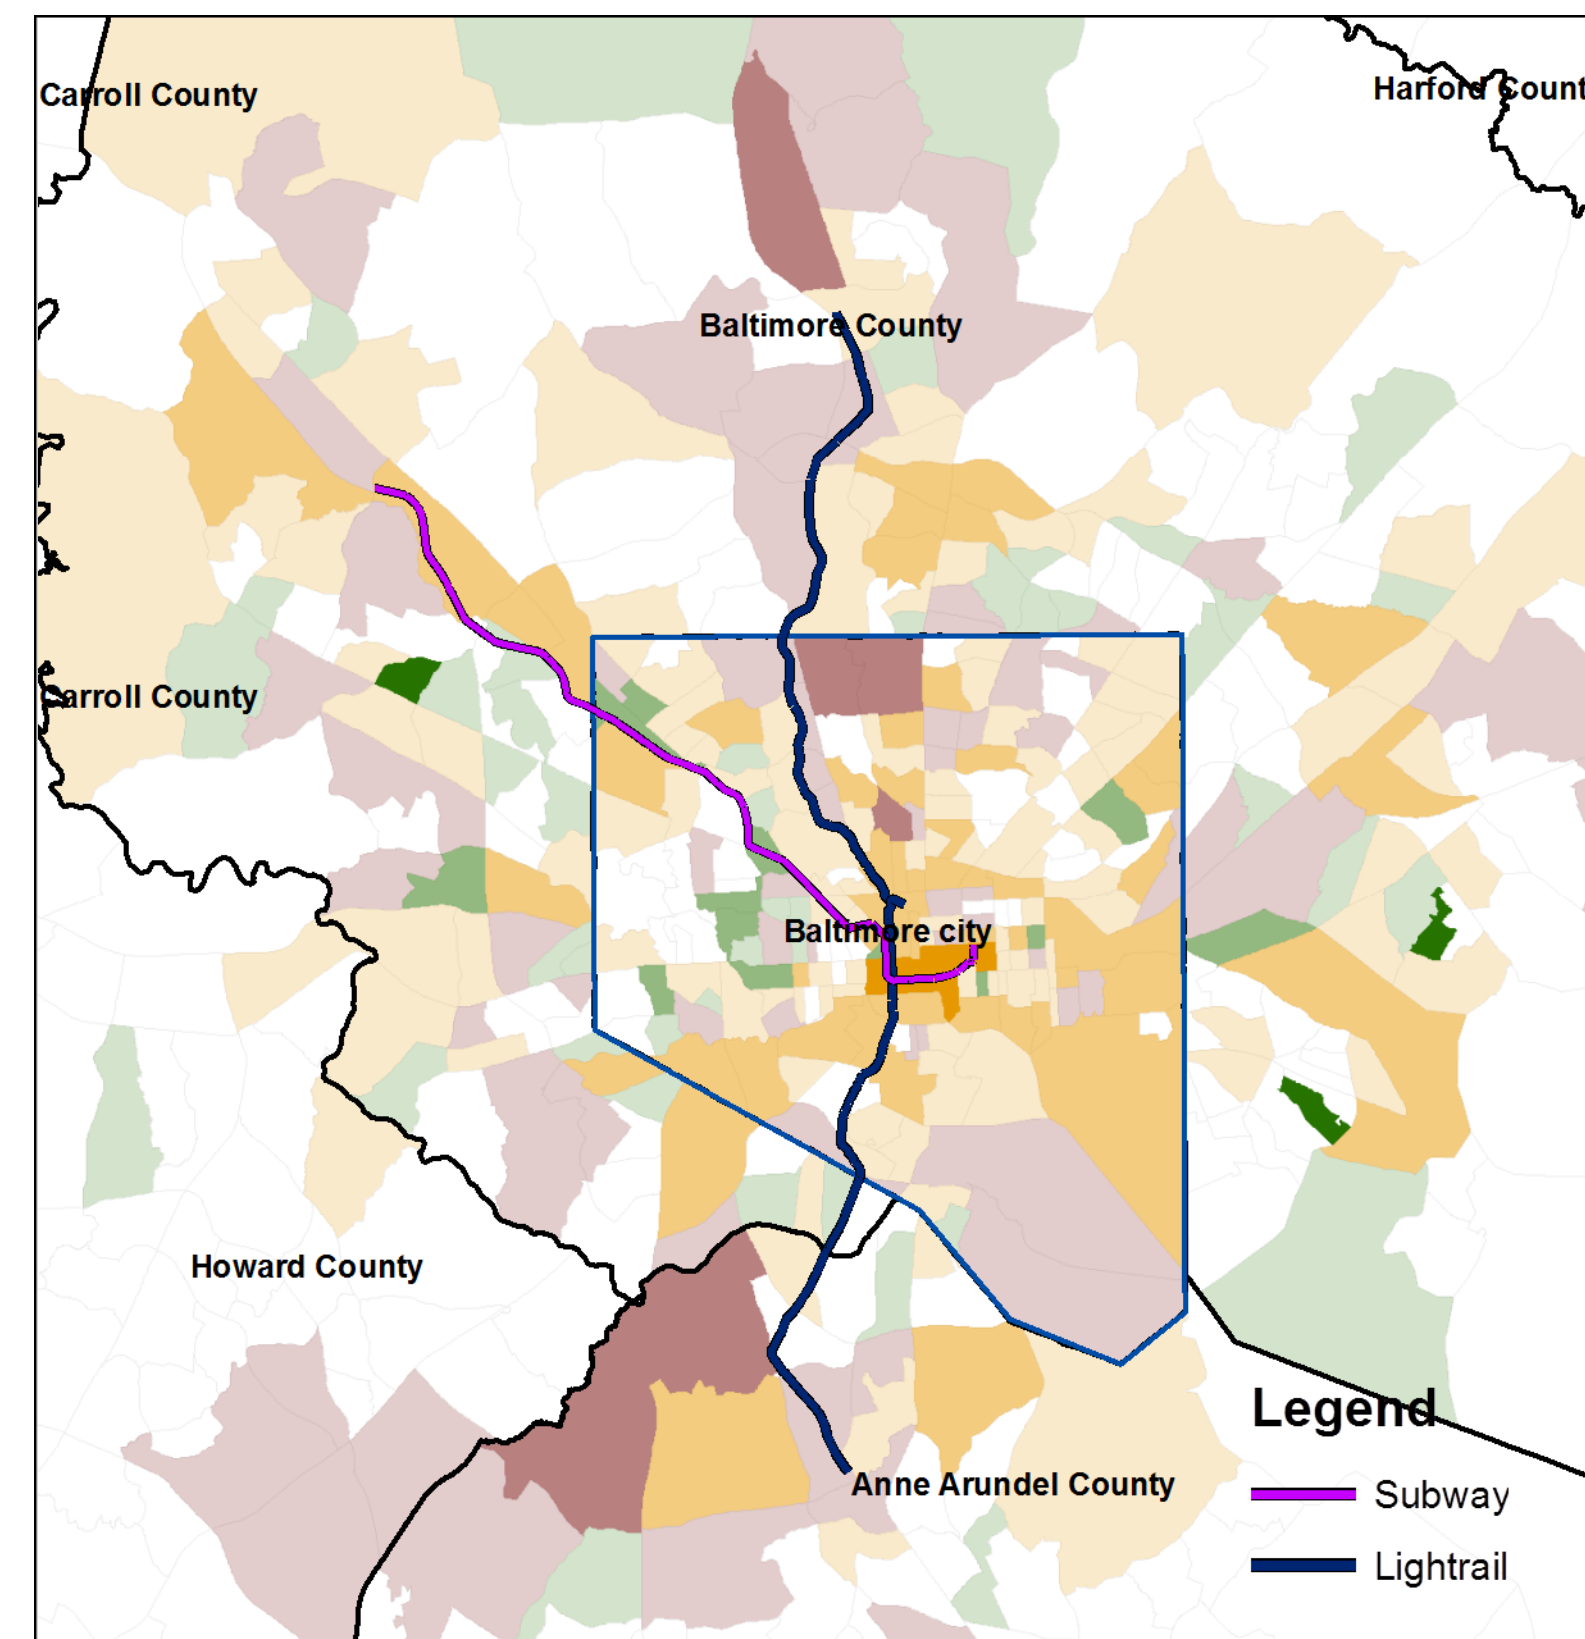 Carroll County
Harford Count
Baltimore County
Carroll County
Baltimore city
Howard County
Legend
Anne Arundel County
Subway
Lightrail